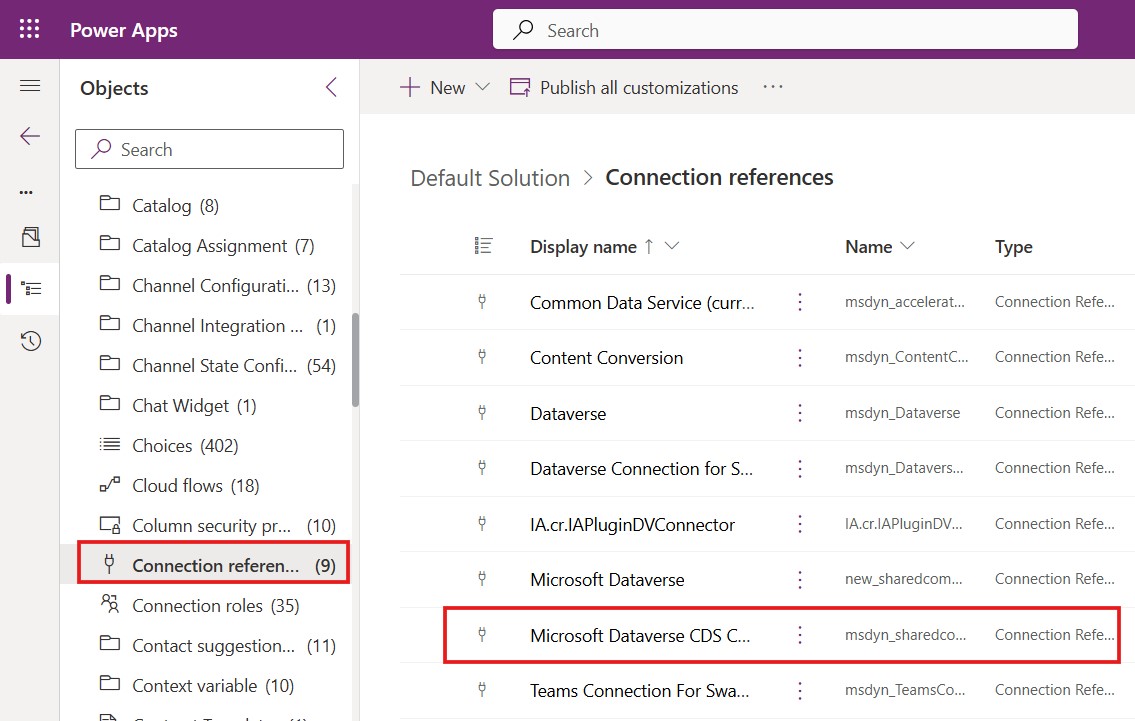 Power Apps
Search
Objects
New
Publish all customizations
Search
Default Solution > Connection references
Catalog (8)
Catalog Assignment (7)
Channel Configurati... (13)
Channel Integration ... (1)
Channel State Confi... (54)
Chat Widget (1)
Choices (402)
Cloud flows (18)
Column security pr... (10)
Connection referen... (9)
Connection roles (35)
Contact suggestion... (11)
Context variable (10)
Display name ↑ Name Type
Common Data Service (curr... msdyn_accelerat... Connection Refe...
Content Conversion msdyn_ContentC... Connection Refe...
Dataverse msdyn_Dataverse Connection Refe...
Dataverse Connection for S... msdyn_Datavers... Connection Refe...
IA.cr.IAPluginDVConnector IA.cr.IAPluginDV... Connection Refe...
Microsoft Dataverse new_sharedcom... Connection Refe...
Microsoft Dataverse CDS C... msdyn_sharedco... Connection Refe...
Teams Connection For Swa... msdyn_TeamsCo... Connection Refe...